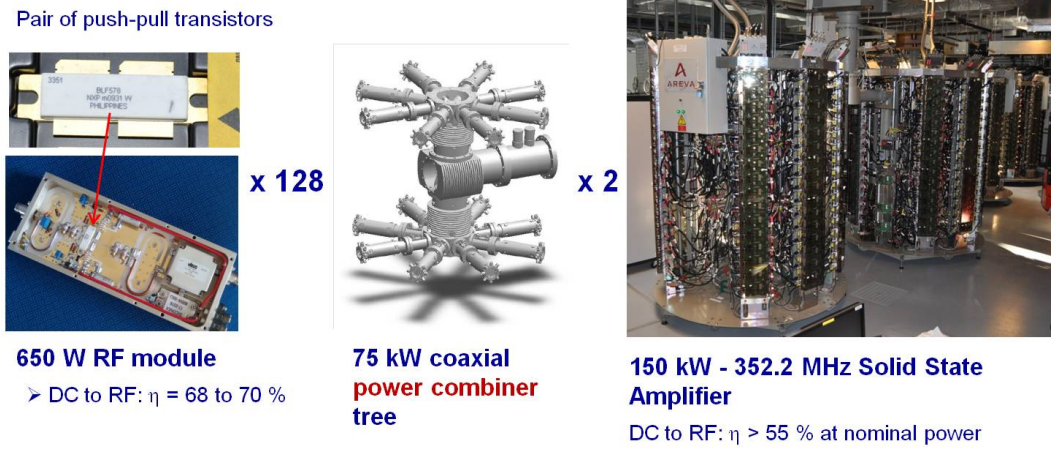 Pair of push-pull transistors
3351
BLF578
NXP m0931 W
PHILIPPINES
x 128
x 2
A
AREVA
650 W RF module
➢ DC to RF: η = 68 to 70 %
75 kW coaxial
power combiner
tree
150 kW - 352.2 MHz Solid State
Amplifier
DC to RF: η > 55 % at nominal power